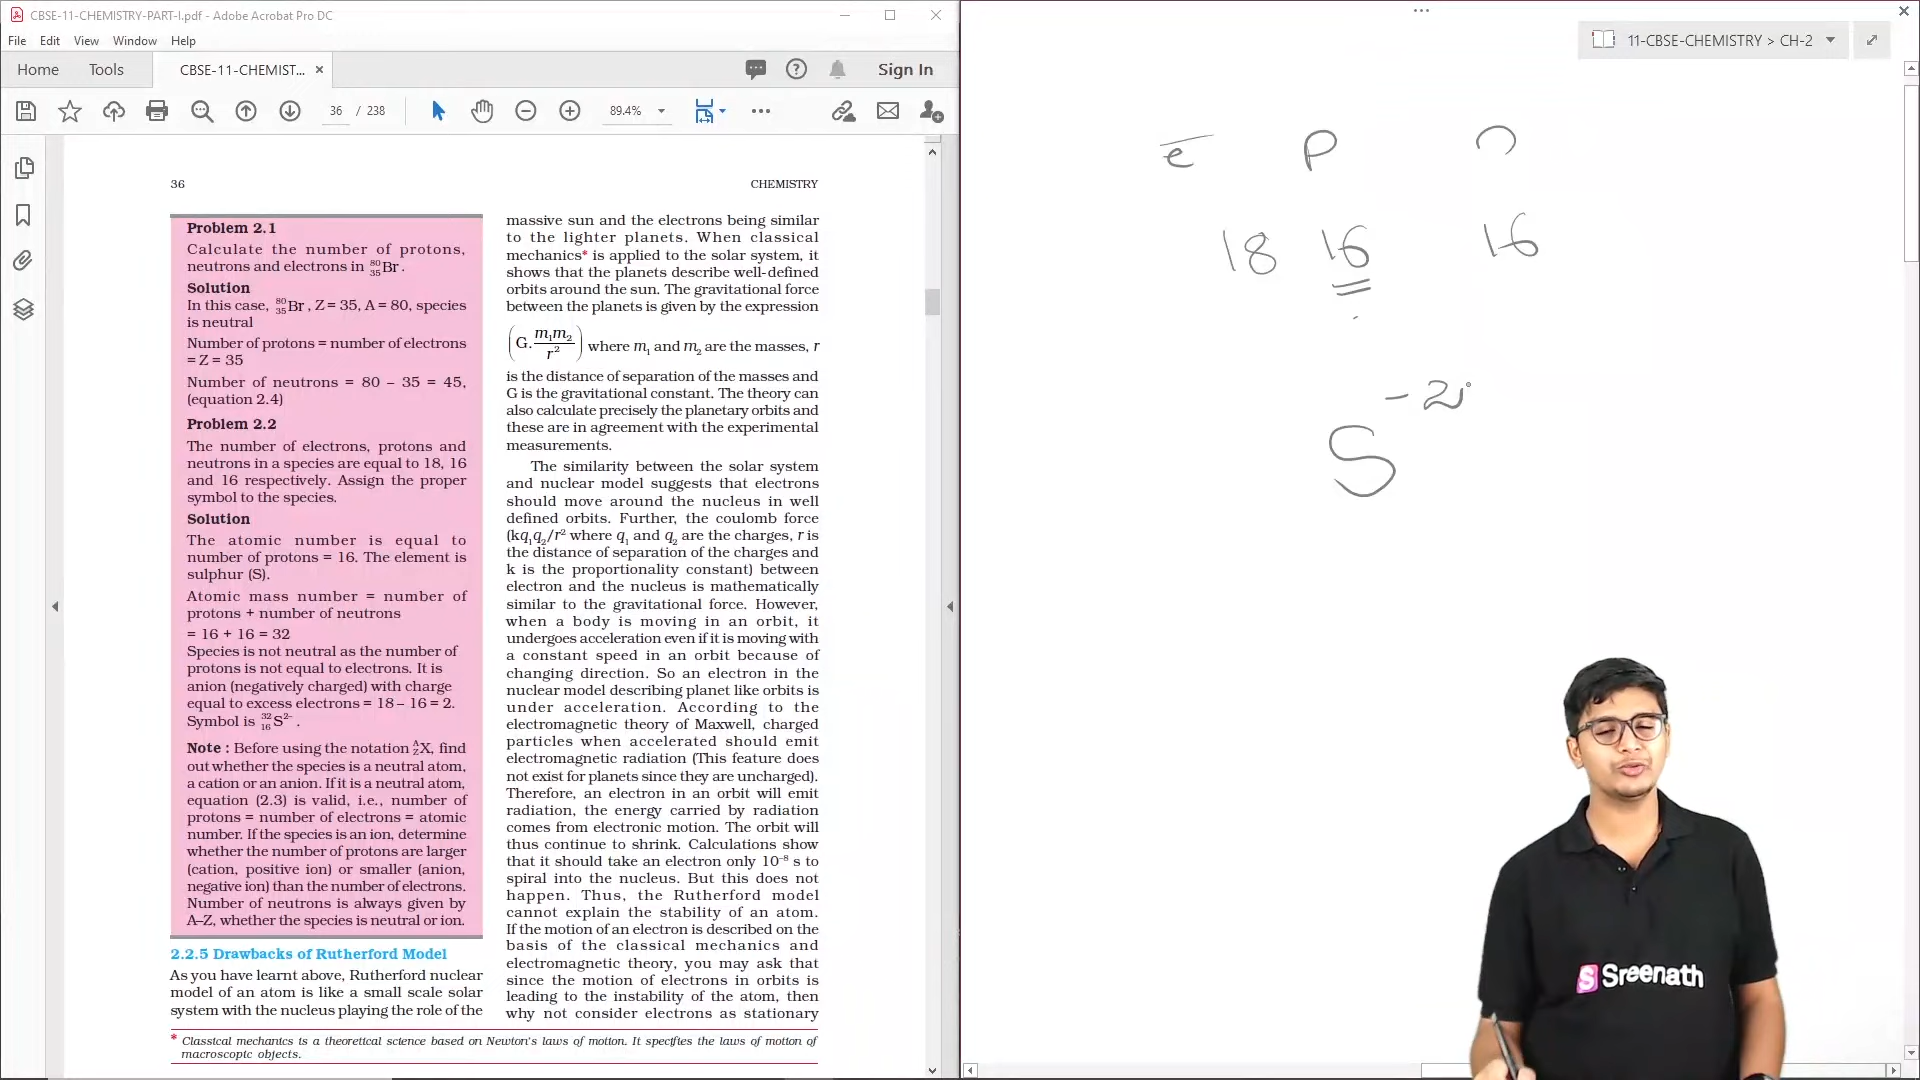 CBSE-11-CHEMISTRY-PART-I.pdf - Adobe Acrobat Pro DC
File Edit View Window Help
Home Tools CBSE-11-CHEMIST... × Sign In
36 / 238 89.4%
11-CBSE-CHEMISTRY > CH-2
36 CHEMISTRY
Problem 2.1
Calculate the number of protons,
neutrons and electrons in ⁸⁰₃₅Br.
Solution
In this case, ⁸⁰₃₅Br, Z = 35, A = 80, species
is neutral
Number of protons = number of electrons
= Z = 35
Number of neutrons = 80 – 35 = 45,
(equation 2.4)
Problem 2.2
The number of electrons, protons and
neutrons in a species are equal to 18, 16
and 16 respectively. Assign the proper
symbol to the species.
Solution
The atomic number is equal to
number of protons = 16. The element is
sulphur (S).
Atomic mass number = number of
protons + number of neutrons
= 16 + 16 = 32
Species is not neutral as the number of
protons is not equal to electrons. It is
anion (negatively charged) with charge
equal to excess electrons = 18 – 16 = 2.
Symbol is ³²₁₆S²⁻ .
Note : Before using the notation ᴬ_ZX, find
out whether the species is a neutral atom,
a cation or an anion. If it is a neutral atom,
equation (2.3) is valid, i.e., number of
protons = number of electrons = atomic
number. If the species is an ion, determine
whether the number of protons are larger
(cation, positive ion) or smaller (anion,
negative ion) than the number of electrons.
Number of neutrons is always given by
A–Z, whether the species is neutral or ion.
2.2.5 Drawbacks of Rutherford Model
As you have learnt above, Rutherford nuclear
model of an atom is like a small scale solar
system with the nucleus playing the role of the
massive sun and the electrons being similar
to the lighter planets. When classical
mechanics* is applied to the solar system, it
shows that the planets describe well-defined
orbits around the sun. The gravitational force
between the planets is given by the expression
(G. m₁m₂ / r²) where m₁ and m₂ are the masses, r
is the distance of separation of the masses and
G is the gravitational constant. The theory can
also calculate precisely the planetary orbits and
these are in agreement with the experimental
measurements.
The similarity between the solar system
and nuclear model suggests that electrons
should move around the nucleus in well
defined orbits. Further, the coulomb force
(kq₁q₂/r² where q₁ and q₂ are the charges, r is
the distance of separation of the charges and
k is the proportionality constant) between
electron and the nucleus is mathematically
similar to the gravitational force. However,
when a body is moving in an orbit, it
undergoes acceleration even if it is moving with
a constant speed in an orbit because of
changing direction. So an electron in the
nuclear model describing planet like orbits is
under acceleration. According to the
electromagnetic theory of Maxwell, charged
particles when accelerated should emit
electromagnetic radiation (This feature does
not exist for planets since they are uncharged).
Therefore, an electron in an orbit will emit
radiation, the energy carried by radiation
comes from electronic motion. The orbit will
thus continue to shrink. Calculations show
that it should take an electron only 10⁻⁸ s to
spiral into the nucleus. But this does not
happen. Thus, the Rutherford model
cannot explain the stability of an atom.
If the motion of an electron is described on the
basis of the classical mechanics and
electromagnetic theory, you may ask that
since the motion of electrons in orbits is
leading to the instability of the atom, then
why not consider electrons as stationary
* Classical mechanics is a theoretical science based on Newton's laws of motion. It specifies the laws of motion of
macroscopic objects.
e P n
18 16 16
S⁻²
Sreenath